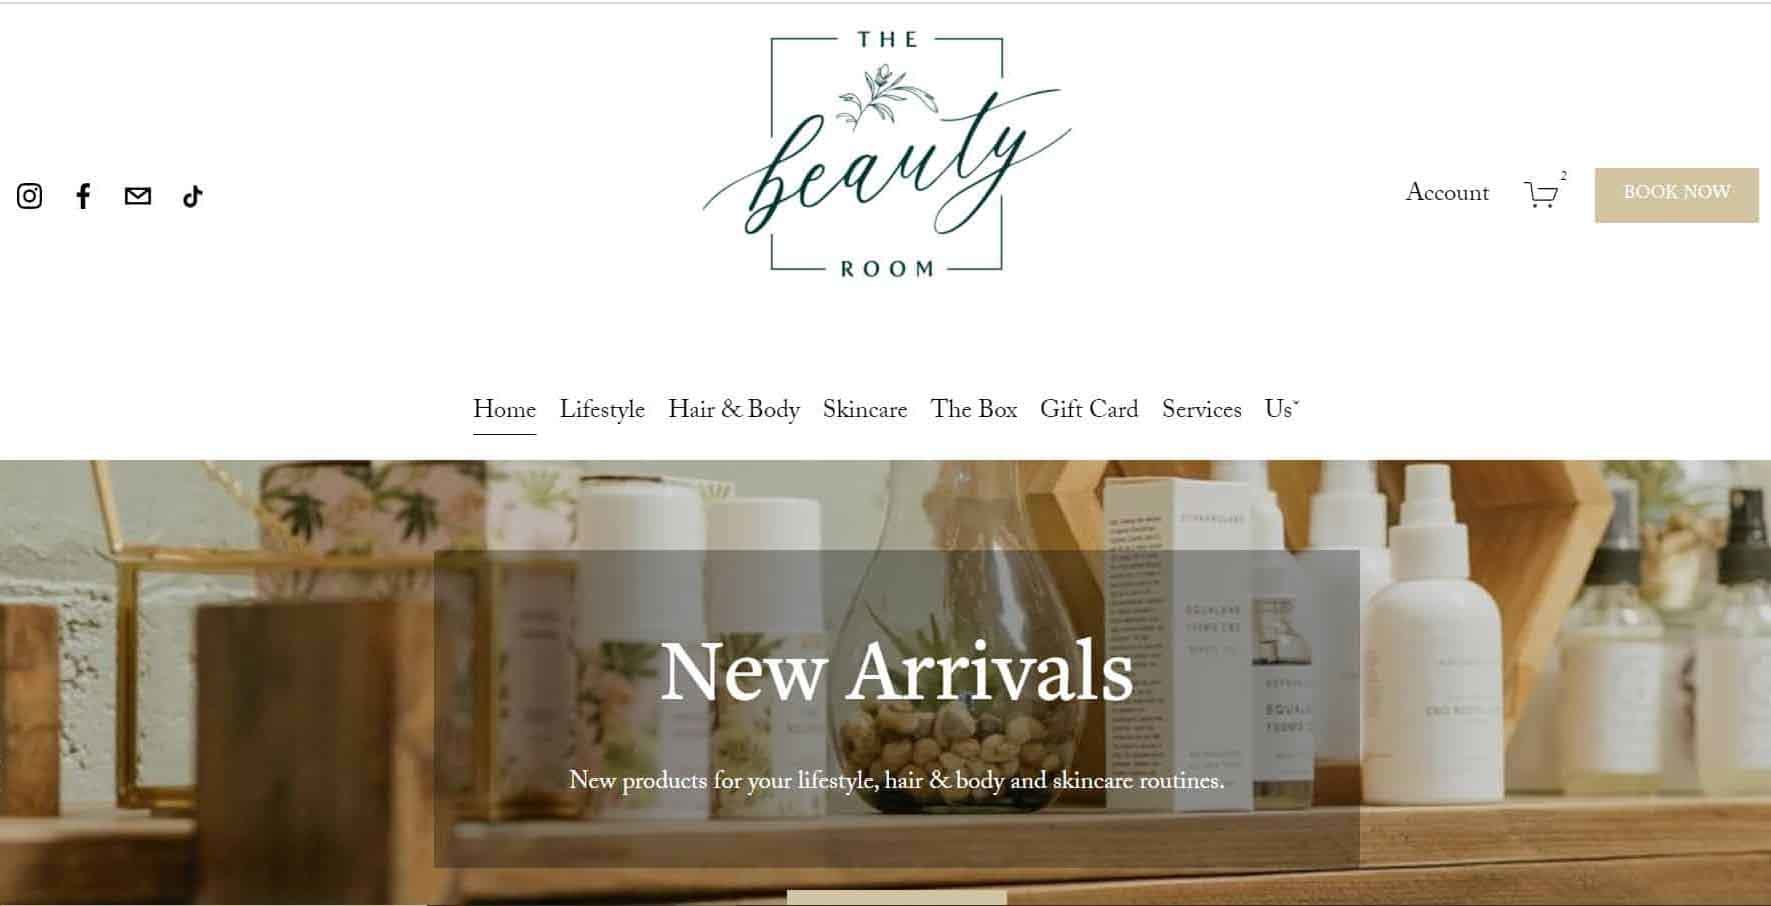 THE
beauty
ROOM
Account
2
BOOK NOW
Home Lifestyle Hair & Body Skincare The Box Gift Card Services Us
New Arrivals
New products for your lifestyle, hair & body and skincare routines.